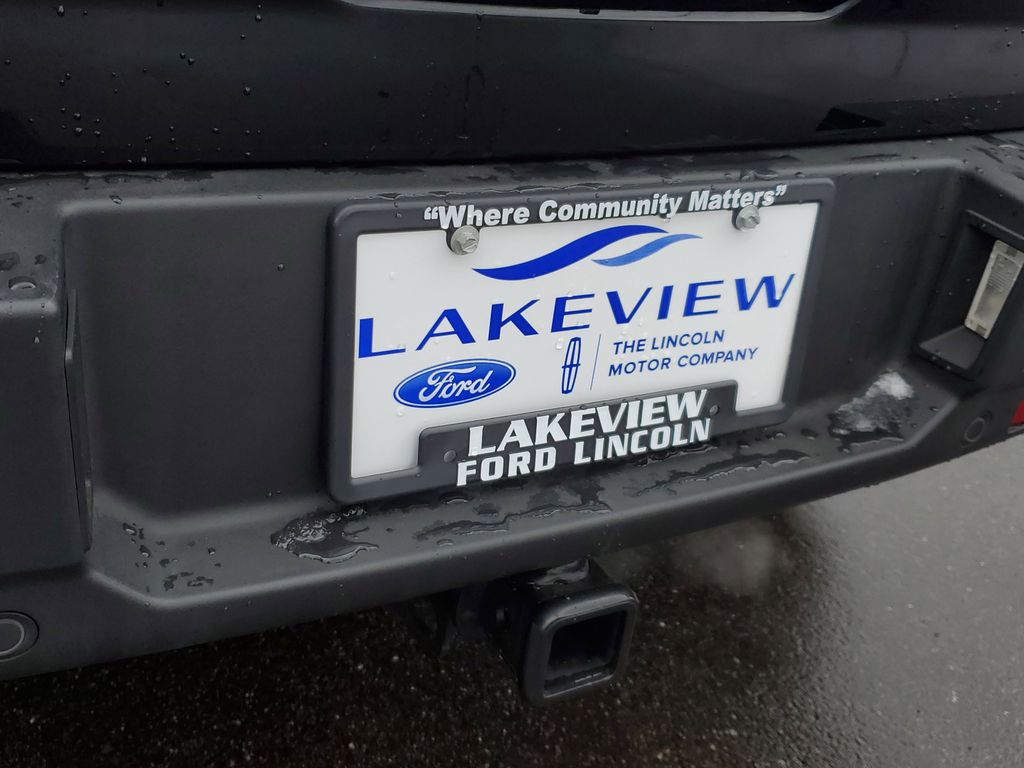 “Where Community Matters”
LAKEVIEW
Ford
THE LINCOLN
MOTOR COMPANY
LAKEVIEW
FORD LINCOLN